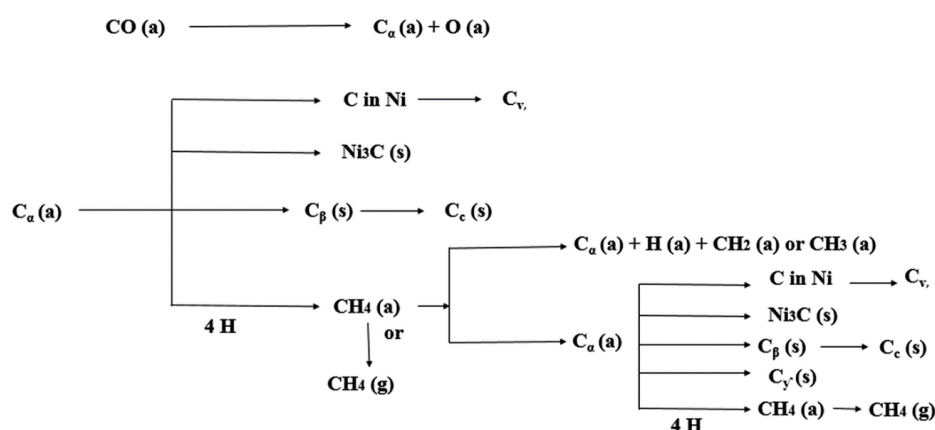 CO (a) Cα (a) + O (a)
C in Ni Cv,
Ni3C (s)
Cα (a) Cβ (s) Cc (s)
Cα (a) + H (a) + CH2 (a) or CH3 (a)
C in Ni Cv,
4 H CH4 (a)
or
Ni3C (s)
Cα (a) Cβ (s) Cc (s)
Cy· (s)
CH4 (g)
4 H CH4 (a) CH4 (g)